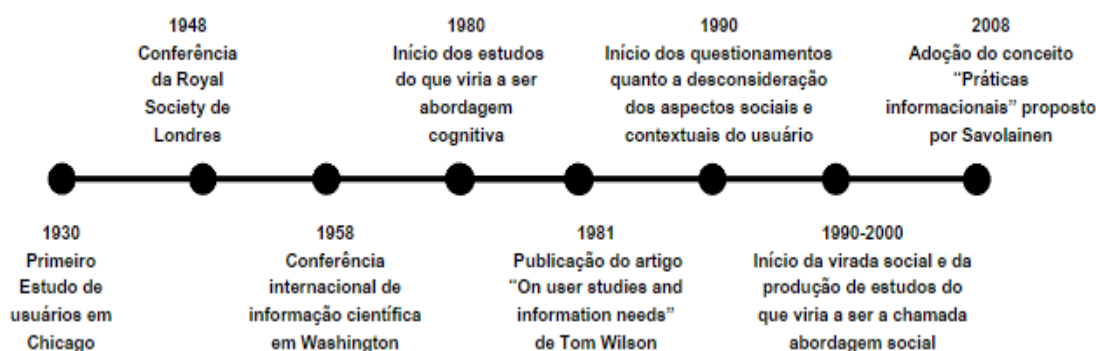 1948
Conferência
da Royal
Society de
Londres
1980
Início dos estudos
do que viria a ser
abordagem
cognitiva
1990
Início dos questionamentos
quanto a desconsideração
dos aspectos sociais e
contextuais do usuário
2008
Adoção do conceito
“Práticas
informacionais” proposto
por Savolainen
1930
Primeiro
Estudo de
usuários em
Chicago
1958
Conferência
internacional de
informação científica
em Washington
1981
Publicação do artigo
“On user studies and
information needs”
de Tom Wilson
1990-2000
Início da virada social e da
produção de estudos do
que viria a ser a chamada
abordagem social